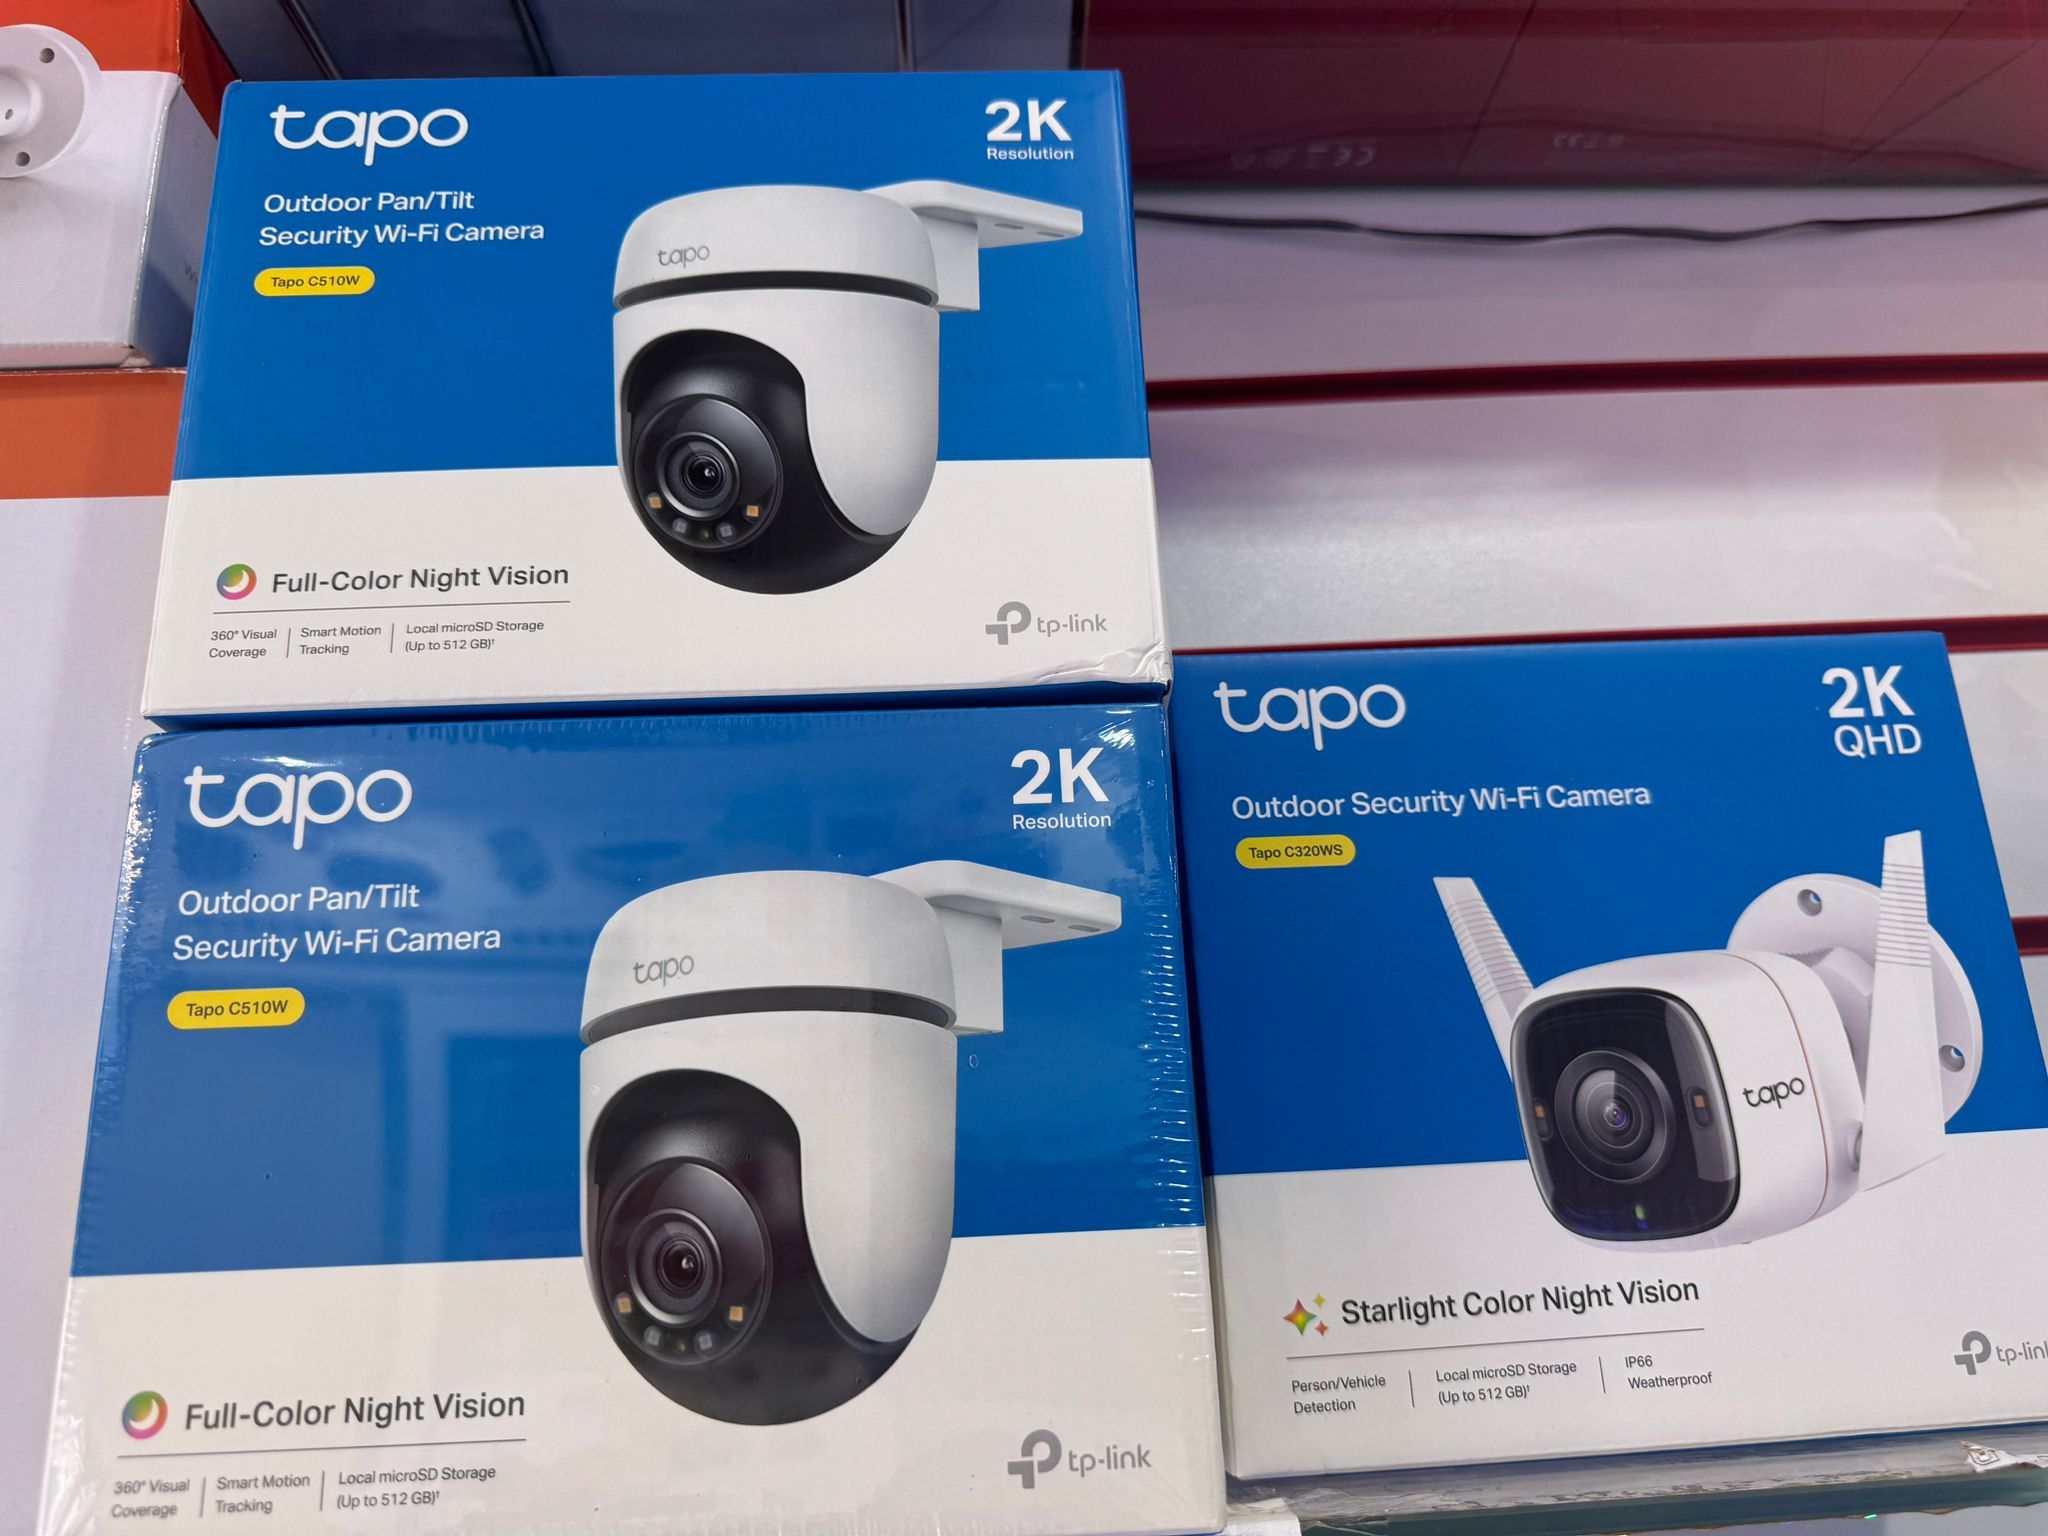 tapo
2K
Resolution
Outdoor Pan/Tilt
Security Wi-Fi Camera
Tapo C510W
tapo
Full-Color Night Vision
360° Visual
Coverage
Smart Motion
Tracking
Local microSD Storage
(Up to 512 GB)†
tp-link
tapo
2K
Resolution
Outdoor Pan/Tilt
Security Wi-Fi Camera
Tapo C510W
tapo
Full-Color Night Vision
360° Visual
Coverage
Smart Motion
Tracking
Local microSD Storage
(Up to 512 GB)†
tp-link
tapo
2K
QHD
Outdoor Security Wi-Fi Camera
Tapo C320WS
tapo
Starlight Color Night Vision
Person/Vehicle
Detection
Local microSD Storage
(Up to 512 GB)†
IP66
Weatherproof
tp-link